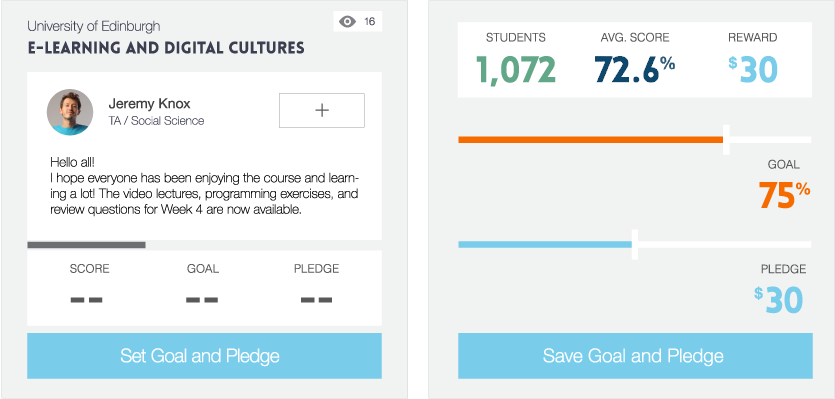 University of Edinburgh
16
E-LEARNING AND DIGITAL CULTURES
Jeremy Knox
TA / Social Science
+
Hello all!
I hope everyone has been enjoying the course and learn-
ing a lot! The video lectures, programming exercises, and
review questions for Week 4 are now available.
SCORE GOAL PLEDGE
-- -- --
Set Goal and Pledge
STUDENTS AVG. SCORE REWARD
1,072 72.6% $30
GOAL
75%
PLEDGE
$30
Save Goal and Pledge